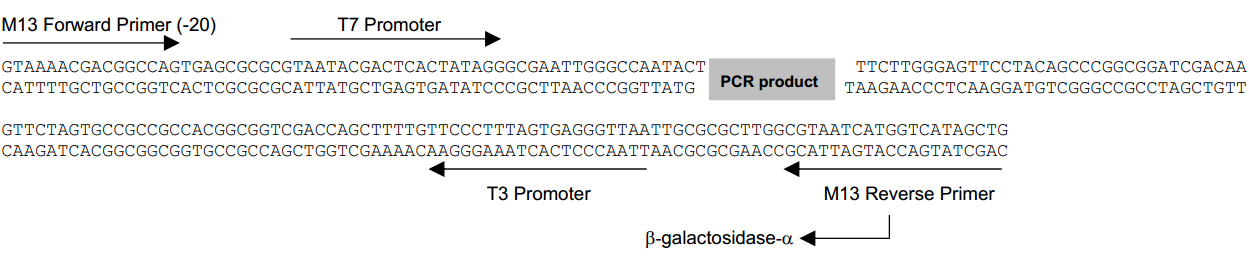 M13 Forward Primer (-20) T7 Promoter
GTAAAACGACGGCCAGTGAGCGCGCGTAATACGACTCACTATAGGGCGAATTGGGCCAATACT PCR product TTCTTGGGAGTTCCTACAGCCCGGCGGATCGACAA
CATTTTGCTGCCGGTCACTCGCGCGCATTATGCTGAGTGATATCCCGCTTAACCCGGTTATG TAAGAACCCTCAAGGATGTCGGGCCGCCTAGCTGTT
GTTCTAGTGCCGCCGCCACGGCGGTCGACCAGCTTTTGTTCCCTTTAGTGAGGGTTAATTGCGCGCTTGGCGTAATCATGGTCATAGCTG
CAAGATCACGGCGGCGGTGCCGCCAGCTGGTCGAAAACAAGGGAAATCACTCCCAATTAACGCGCGAACCGCATTAGTACCAGTATCGAC
T3 Promoter M13 Reverse Primer
β-galactosidase-α